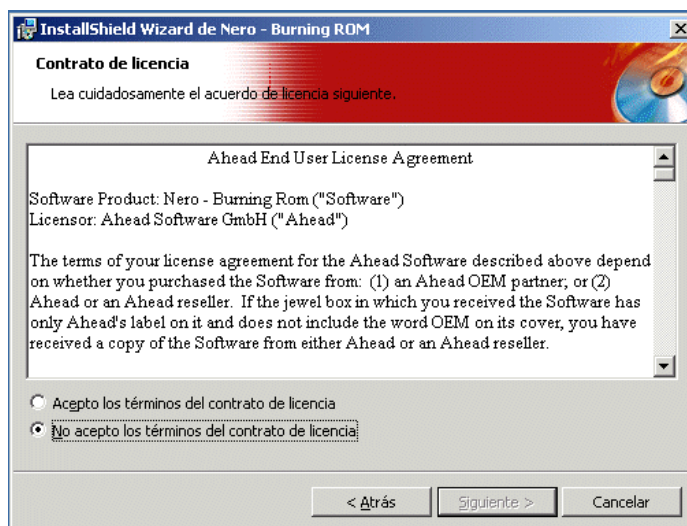 InstallShield Wizard de Nero - Burning ROM
Contrato de licencia
Lea cuidadosamente el acuerdo de licencia siguiente.
Ahead End User License Agreement
Software Product: Nero - Burning Rom ("Software")
Licensor: Ahead Software GmbH ("Ahead")
The terms of your license agreement for the Ahead Software described above depend
on whether you purchased the Software from: (1) an Ahead OEM partner; or (2)
Ahead or an Ahead reseller. If the jewel box in which you received the Software has
only Ahead's label on it and does not include the word OEM on its cover, you have
received a copy of the Software from either Ahead or an Ahead reseller.
Acepto los términos del contrato de licencia
No acepto los términos del contrato de licencia
< Atrás
Siguiente >
Cancelar